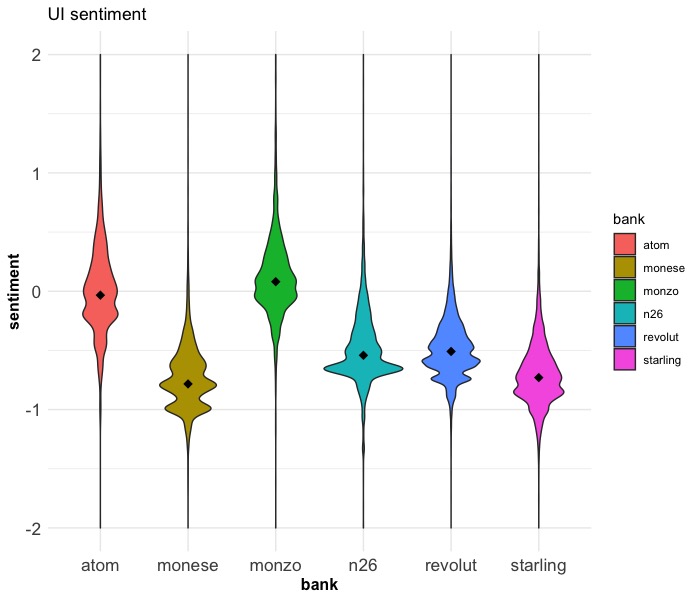 UI sentiment
2
1
0
-1
-2
sentiment
atom monese monzo n26 revolut starling
bank
bank
atom
monese
monzo
n26
revolut
starling